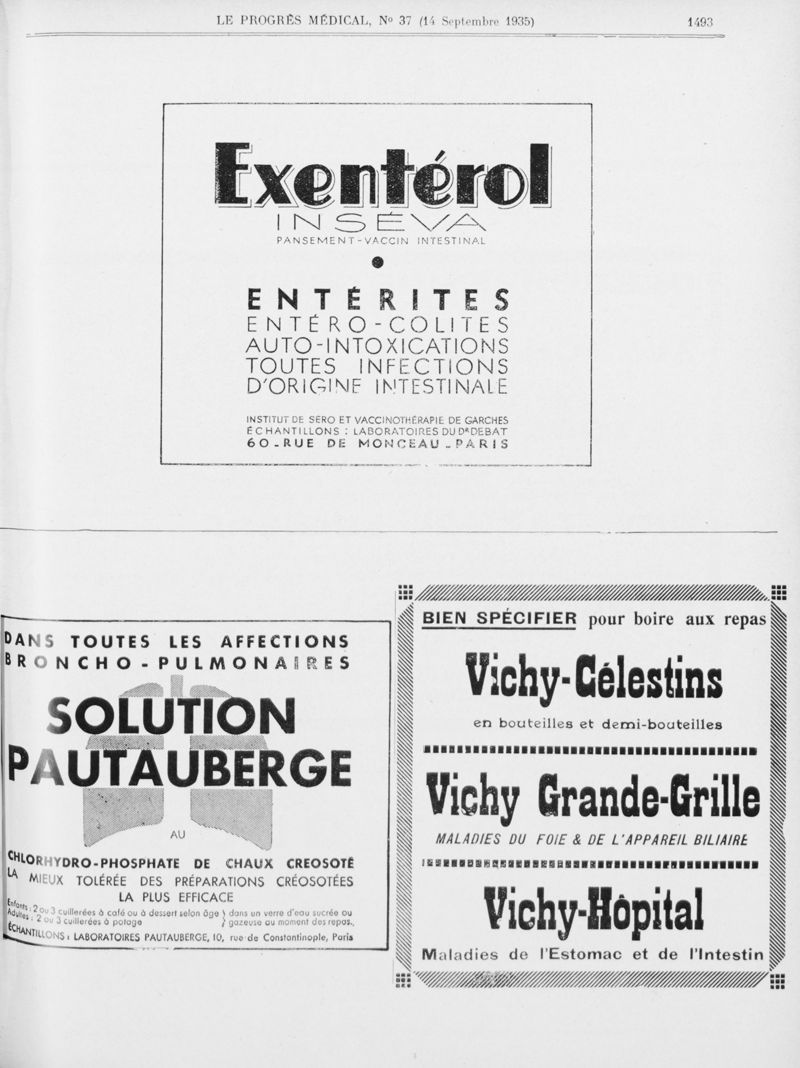 LE PROGRÈS MÉDICAL, No 37 (14 Septembre 1935)
1493
Exentérol
INSÉVA
PANSEMENT-VACCIN INTESTINAL
ENTÉRITES
ENTÉRO-COLITES
AUTO-INTOXICATIONS
TOUTES INFECTIONS
D'ORIGINE INTESTINALE
INSTITUT DE SÉRO ET VACCINOTHÉRAPIE DE GARCHES
ÉCHANTILLONS : LABORATOIRES DU DR DEBAT
60-RUE DE MONCEAU-PARIS
DANS TOUTES LES AFFECTIONS
BRONCHO-PULMONAIRES
SOLUTION
PAUTAUBERGE
AU
CHLORHYDRO-PHOSPHATE DE CHAUX CREOSOTÉ
LA MIEUX TOLÉRÉE DES PRÉPARATIONS CRÉOSOTÉES
LA PLUS EFFICACE
Enfants : 2 ou 3 cuillerées à café ou à dessert selon âge } dans un verre d'eau sucrée ou
Adultes : 2 ou 3 cuillerées à potage } gazeuse au moment des repas.,
ÉCHANTILLONS : LABORATOIRES PAUTAUBERGE, 10, rue de Constantinople, Paris
BIEN SPÉCIFIER pour boire aux repas
Vichy-Célestins
en bouteilles et demi-bouteilles
Vichy Grande-Grille
MALADIES DU FOIE & DE L'APPAREIL BILIAIRE
Vichy-Hôpital
Maladies de l'Estomac et de l'Intestin